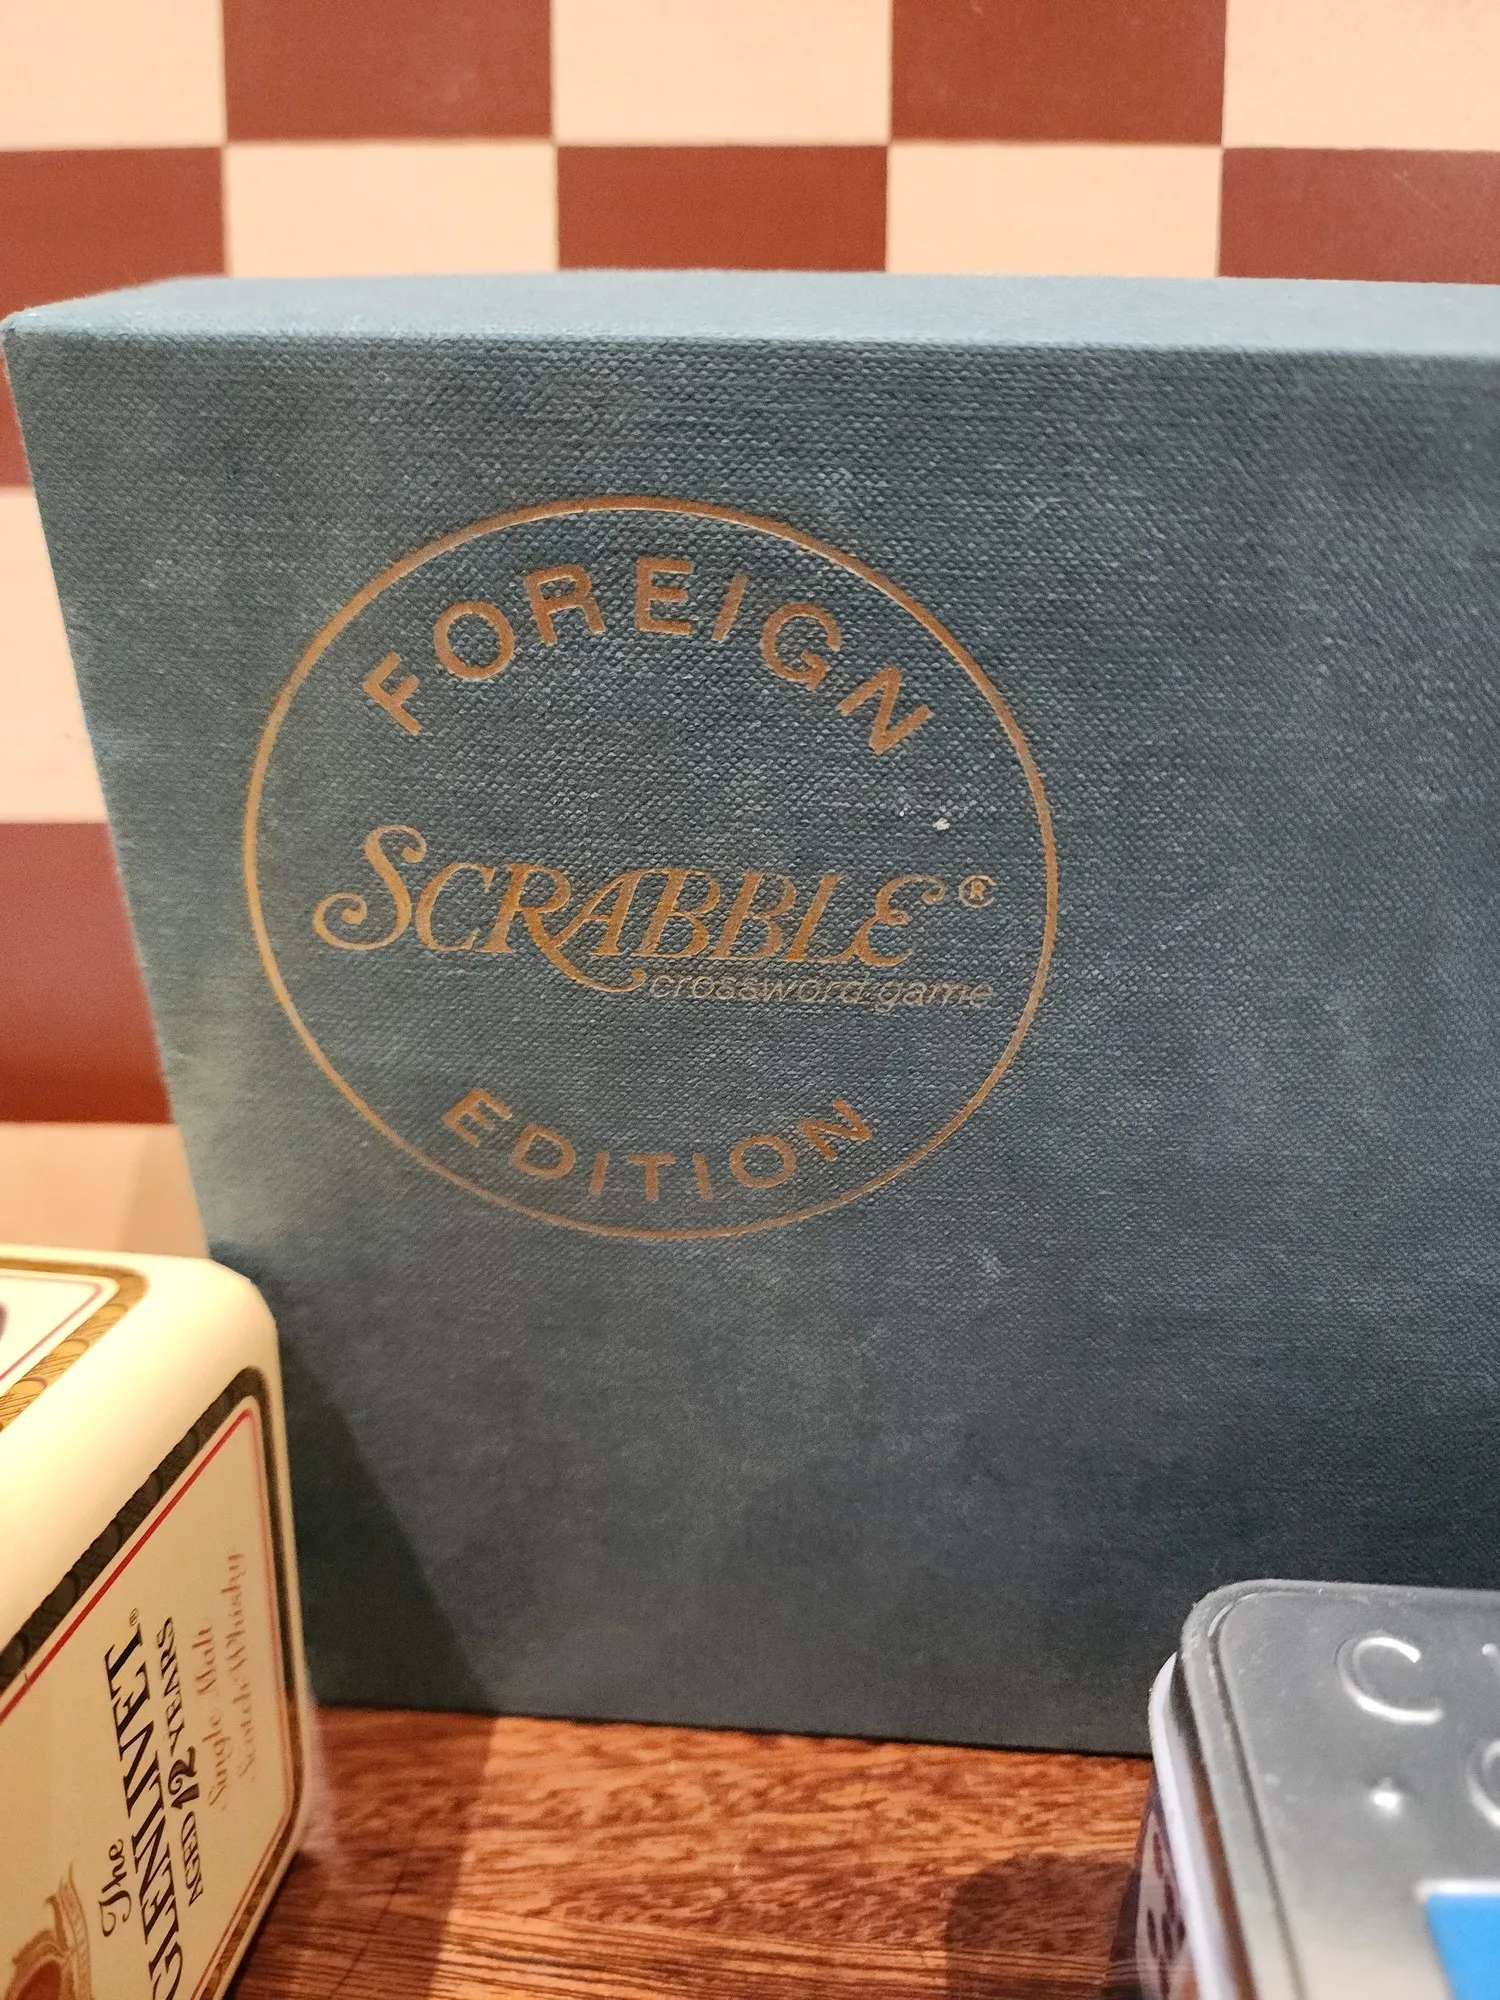 FOREIGN
SCRABBLE®
crossword game
EDITION
The
GLENLIVET®
AGED 12 YEARS
Single Malt
Scotch Whisky